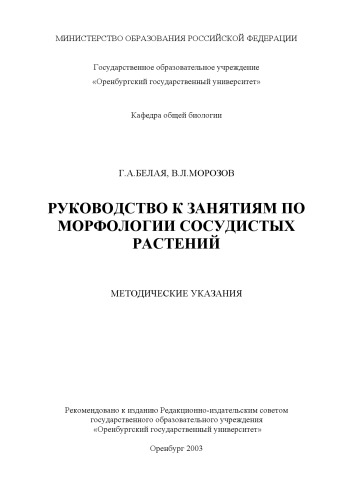 МИНИСТЕРСТВО ОБРАЗОВАНИЯ РОССИЙСКОЙ ФЕДЕРАЦИИ
Государственное образовательное учреждение
«Оренбургский государственный университет»
Кафедра общей биологии
Г.А.БЕЛАЯ, В.Л.МОРОЗОВ
РУКОВОДСТВО К ЗАНЯТИЯМ ПО
МОРФОЛОГИИ СОСУДИСТЫХ
РАСТЕНИЙ
МЕТОДИЧЕСКИЕ УКАЗАНИЯ
Рекомендовано к изданию Редакционно-издательским советом
государственного образовательного учреждения
«Оренбургский государственный университет»
Оренбург 2003